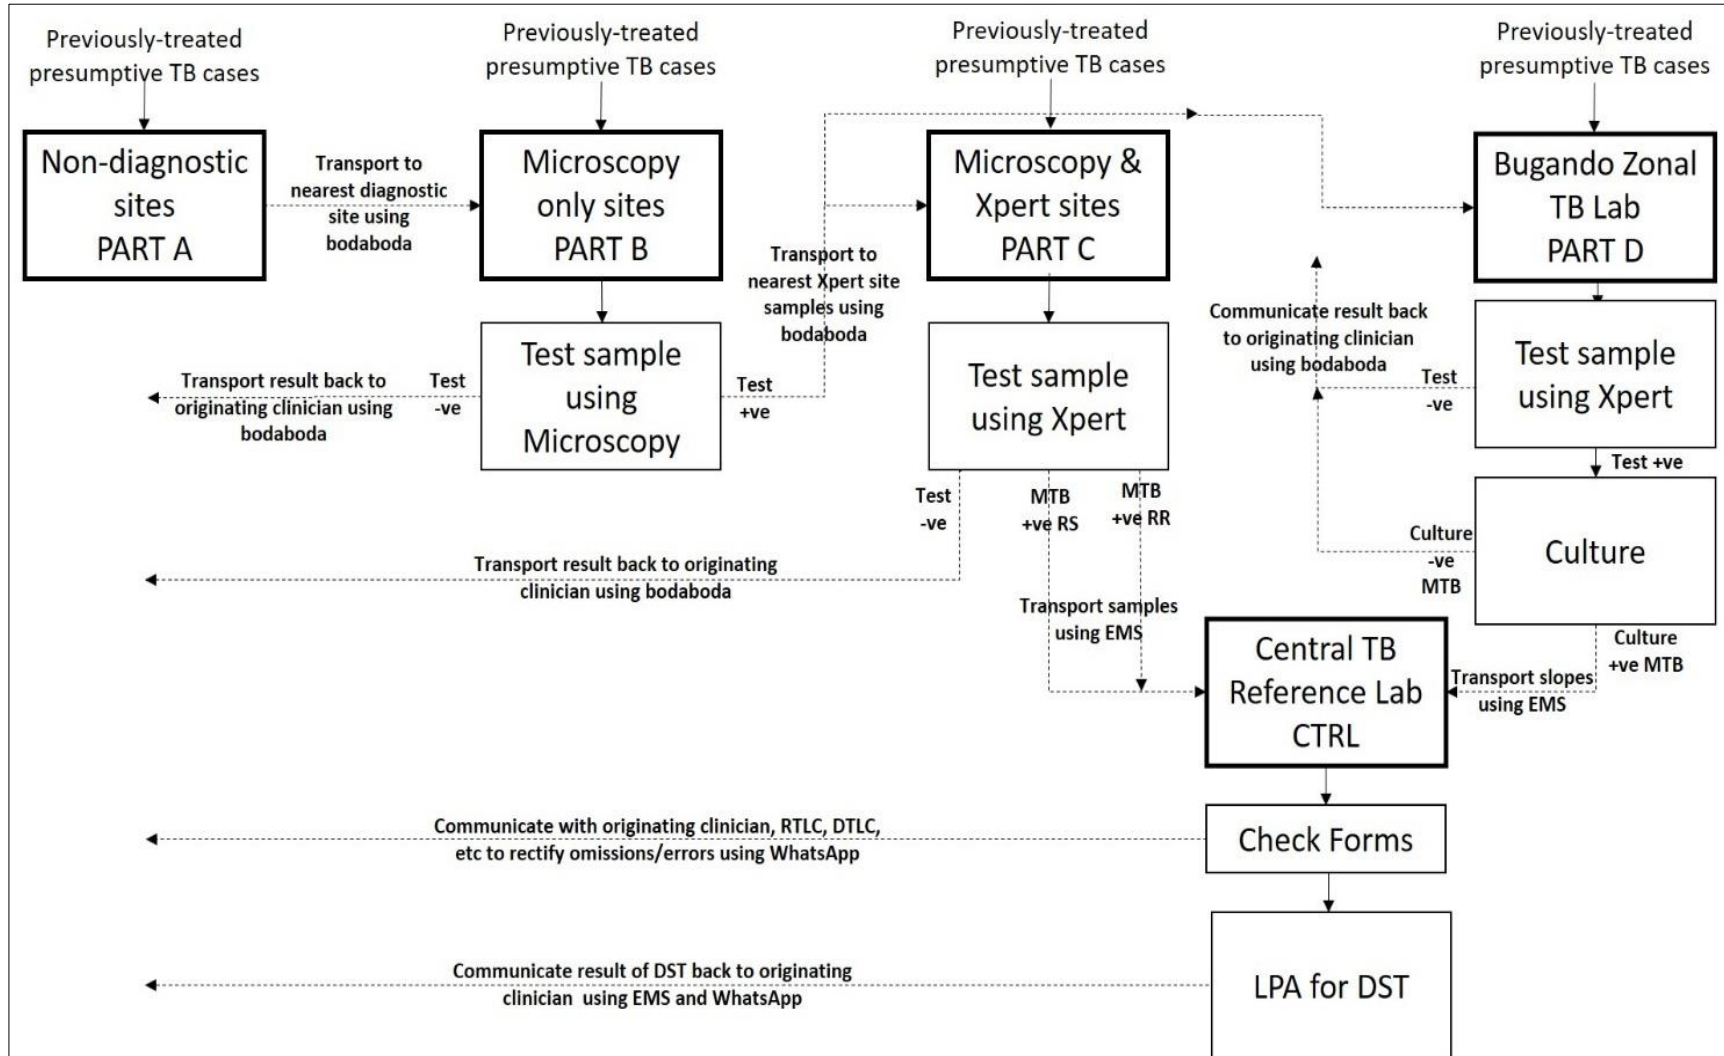 Previously-treated
presumptive TB cases
Previously-treated
presumptive TB cases
Previously-treated
presumptive TB cases
Previously-treated
presumptive TB cases
Non-diagnostic
sites
PART A
Transport to
nearest diagnostic
site using
bodaboda
Microscopy
only sites
PART B
Transport to
nearest Xpert site
samples using
bodaboda
Microscopy &
Xpert sites
PART C
Bugando Zonal
TB Lab
PART D
Communicate result back
to originating clinician
using bodaboda
Transport result back to
originating clinician using
bodaboda
Test
-ve
Test sample
using
Microscopy
Test
+ve
Test sample
using Xpert
Test
-ve
Test sample
using Xpert
Test +ve
Test
-ve
MTB
+ve RS
MTB
+ve RR
Culture
-ve
MTB
Culture
Transport result back to originating
clinician using bodaboda
Transport samples
using EMS
Central TB
Reference Lab
CTRL
Transport slopes
using EMS
Culture
+ve MTB
Communicate with originating clinician, RTLC, DTLC,
etc to rectify omissions/errors using WhatsApp
Check Forms
Communicate result of DST back to originating
clinician using EMS and WhatsApp
LPA for DST